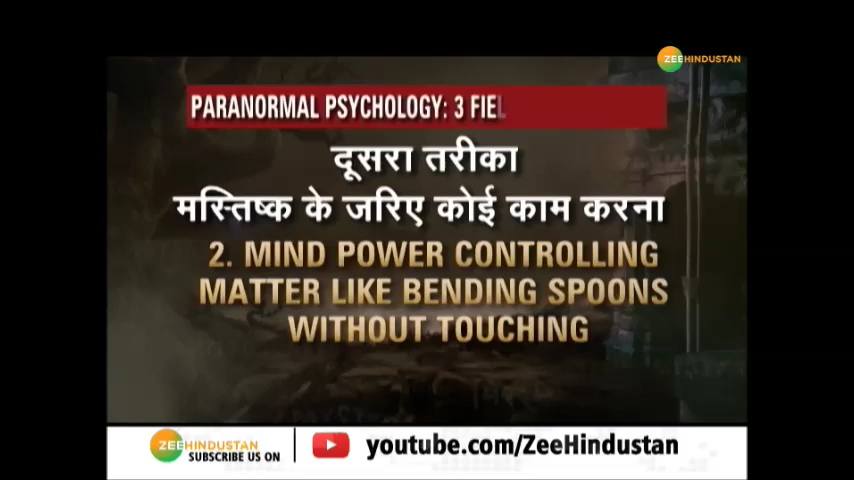 ZEEHINDUSTAN
PARANORMAL PSYCHOLOGY: 3 FIEL
दूसरा तरीका
मस्तिष्क के जरिए कोई काम करना
2. MIND POWER CONTROLLING
MATTER LIKE BENDING SPOONS
WITHOUT TOUCHING
ZEEHINDUSTAN
SUBSCRIBE US ON
youtube.com/ZeeHindustan